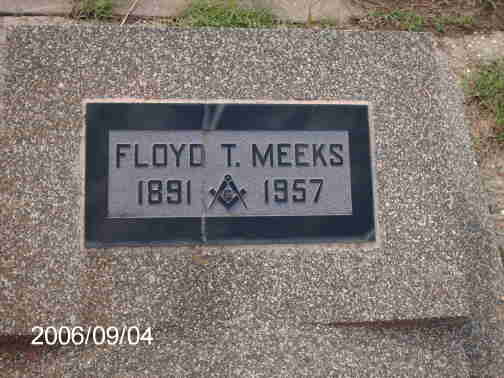 FLOYD T. MEEKS
1891 G 1957
2006/09/04